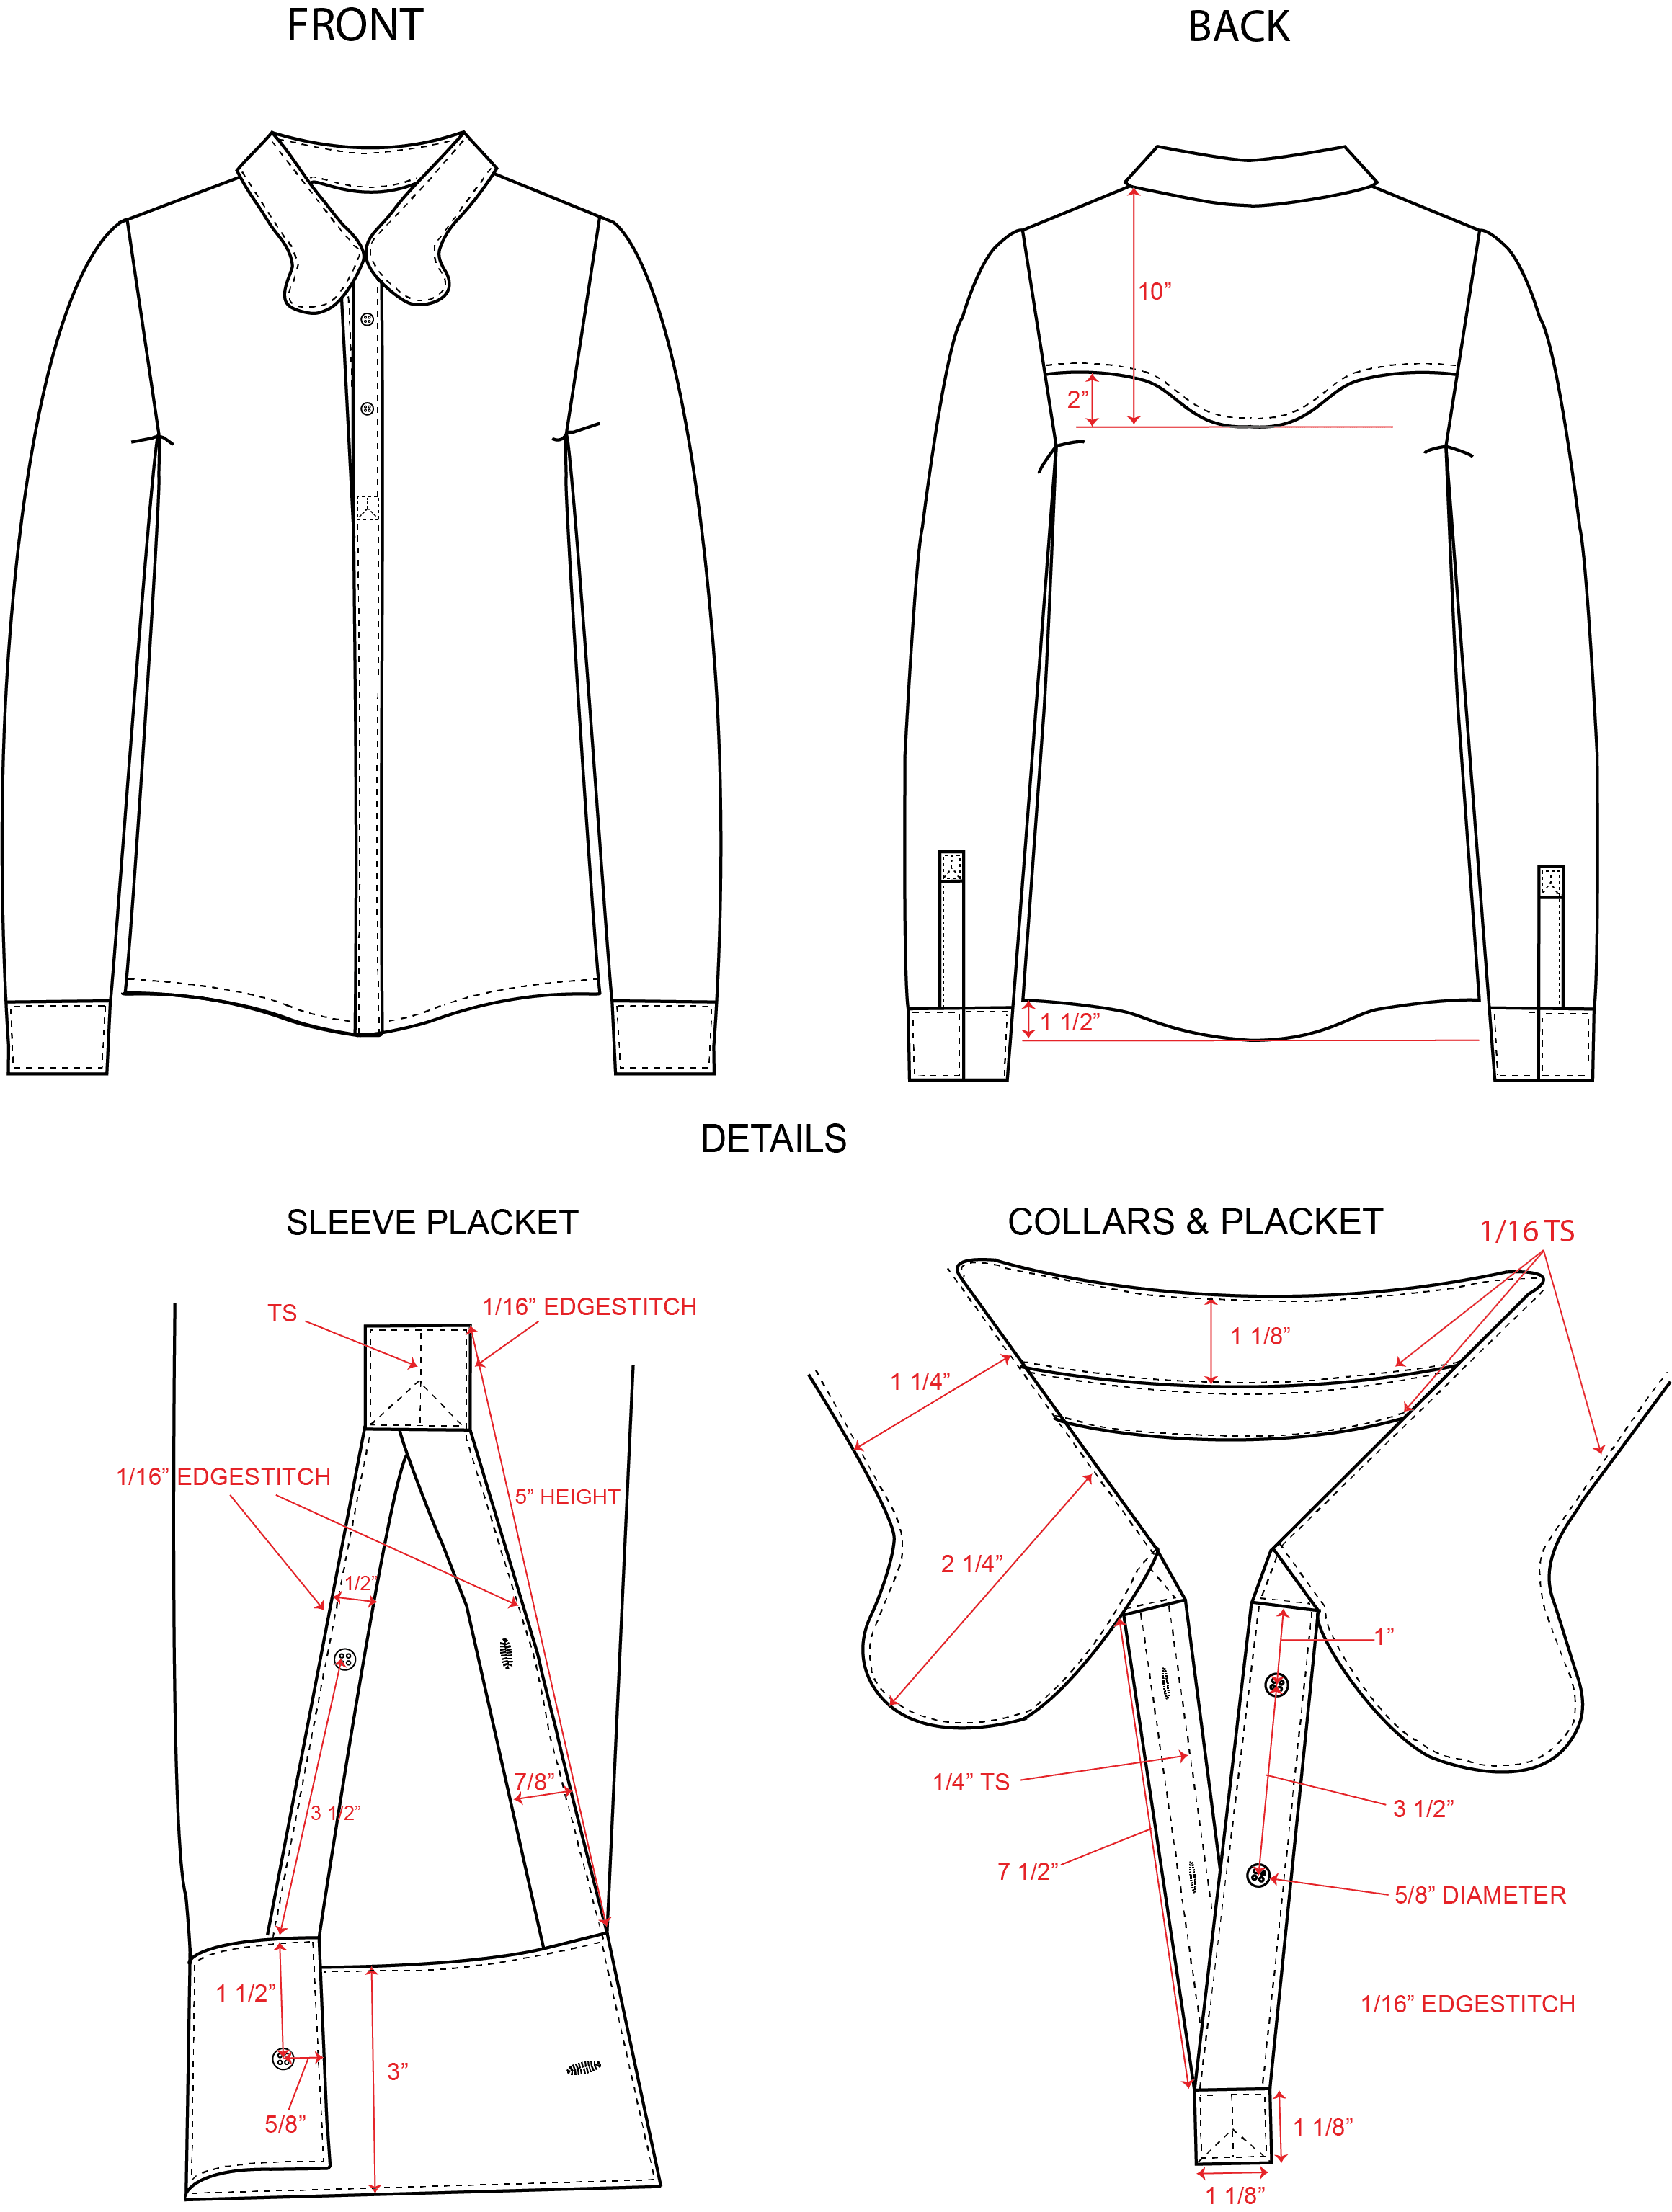 FRONT
BACK
10”
2”
1 1/2”
DETAILS
SLEEVE PLACKET
COLLARS & PLACKET
1/16 TS
TS
1/16” EDGESTITCH
1 1/8”
1 1/4”
1/16” EDGESTITCH
5” HEIGHT
2 1/4”
1/2”
1”
7/8”
1/4” TS
3 1/2”
3 1/2”
7 1/2”
5/8” DIAMETER
1 1/2”
1/16” EDGESTITCH
3”
5/8”
1 1/8”
1 1/8”